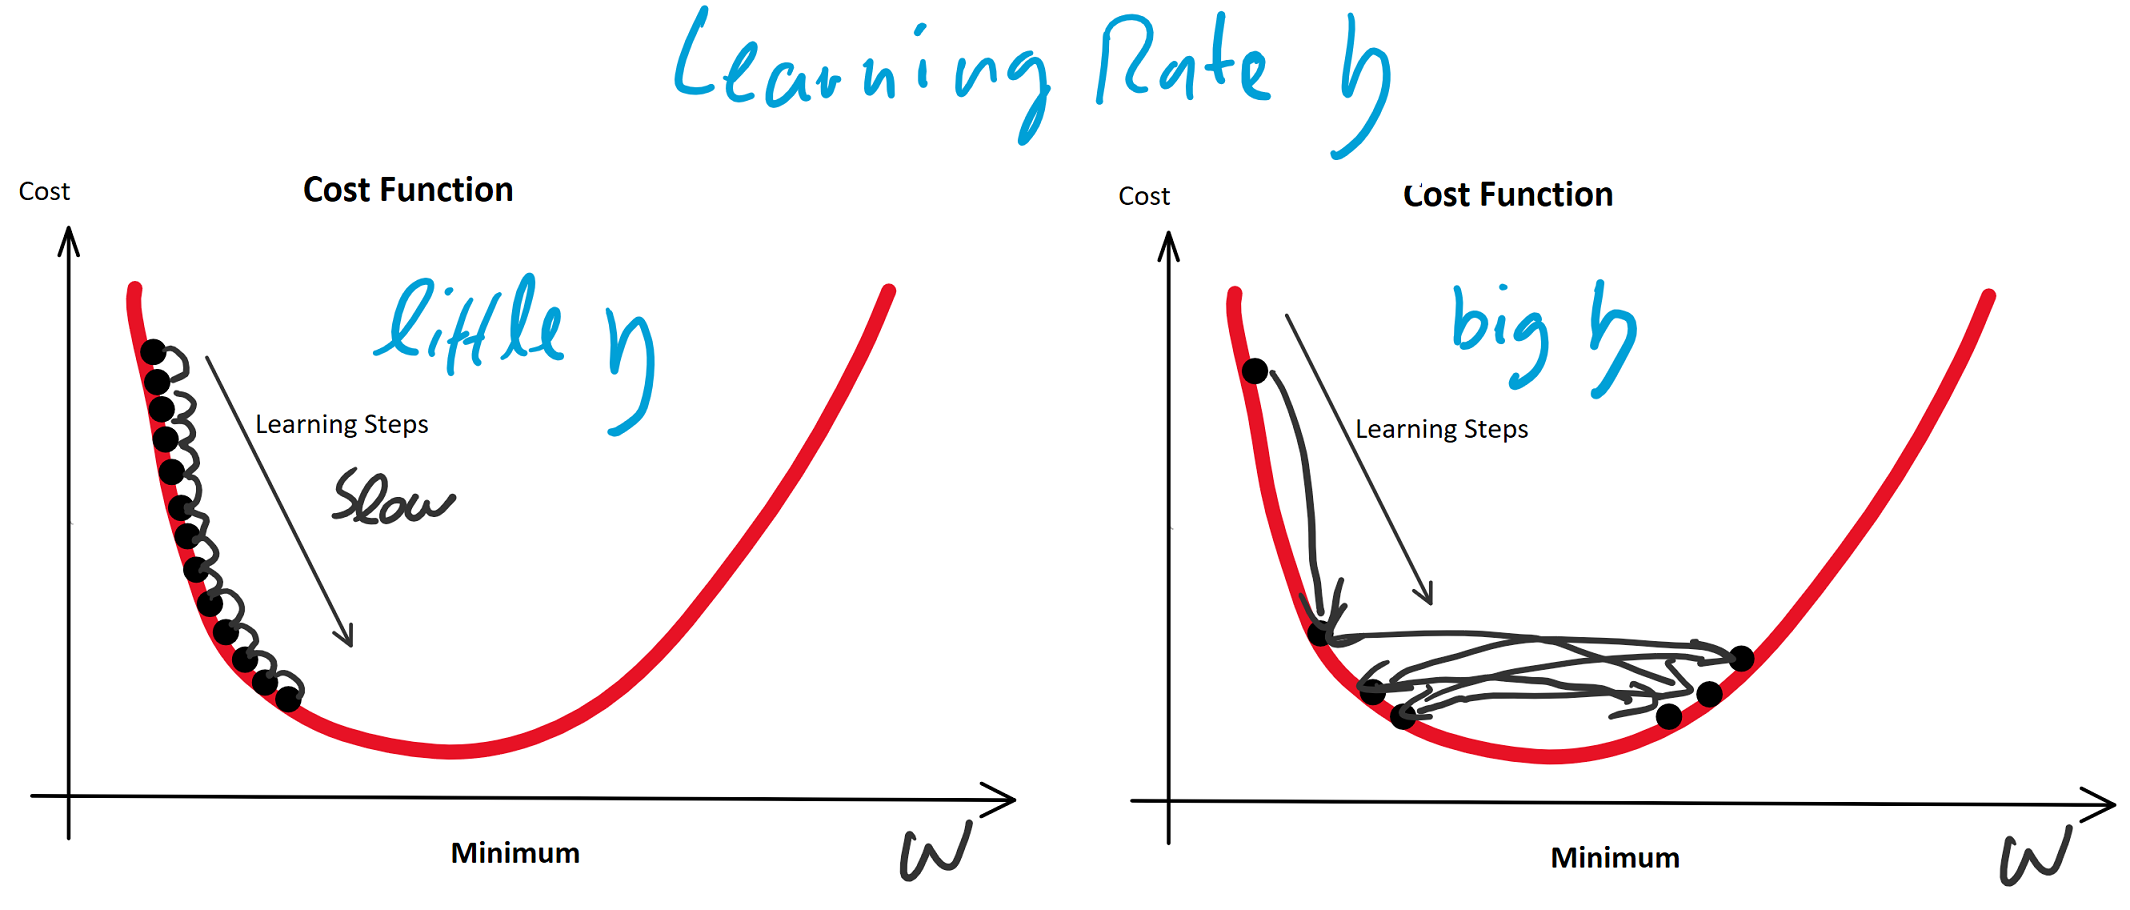 Learning Rate η
Cost
Cost Function
little η
Learning Steps
Slow
Minimum
W
Cost
Cost Function
big η
Learning Steps
Minimum
W